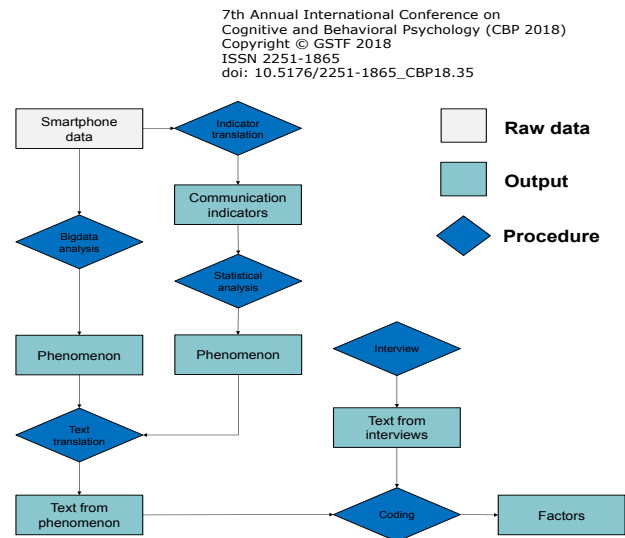 7th Annual International Conference on
Cognitive and Behavioral Psychology (CBP 2018)
Copyright © GSTF 2018
ISSN 2251-1865
doi: 10.5176/2251-1865_CBP18.35
Smartphone
data
Indicator
translation
Raw data
Communication
indicators
Output
Bigdata
analysis
Procedure
Statistical
analysis
Phenomenon
Phenomenon
Interview
Text
translation
Text from
interviews
Text from
phenomenon
Coding
Factors